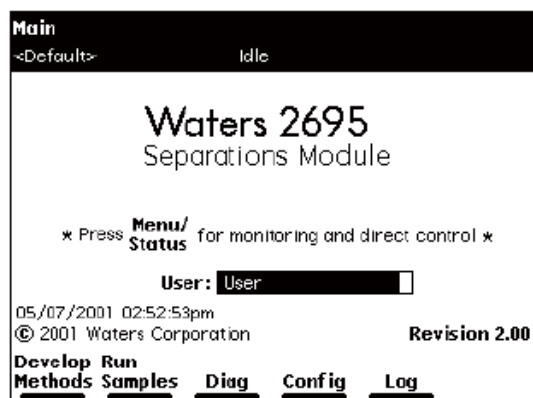 Main
<Default> Idle
Waters 2695
Separations Module
* Press Menu/ Status for monitoring and direct control *
User: User
05/07/2001 02:52:53pm
© 2001 Waters Corporation Revision 2.00
Develop Methods Run Samples Diag Config Log